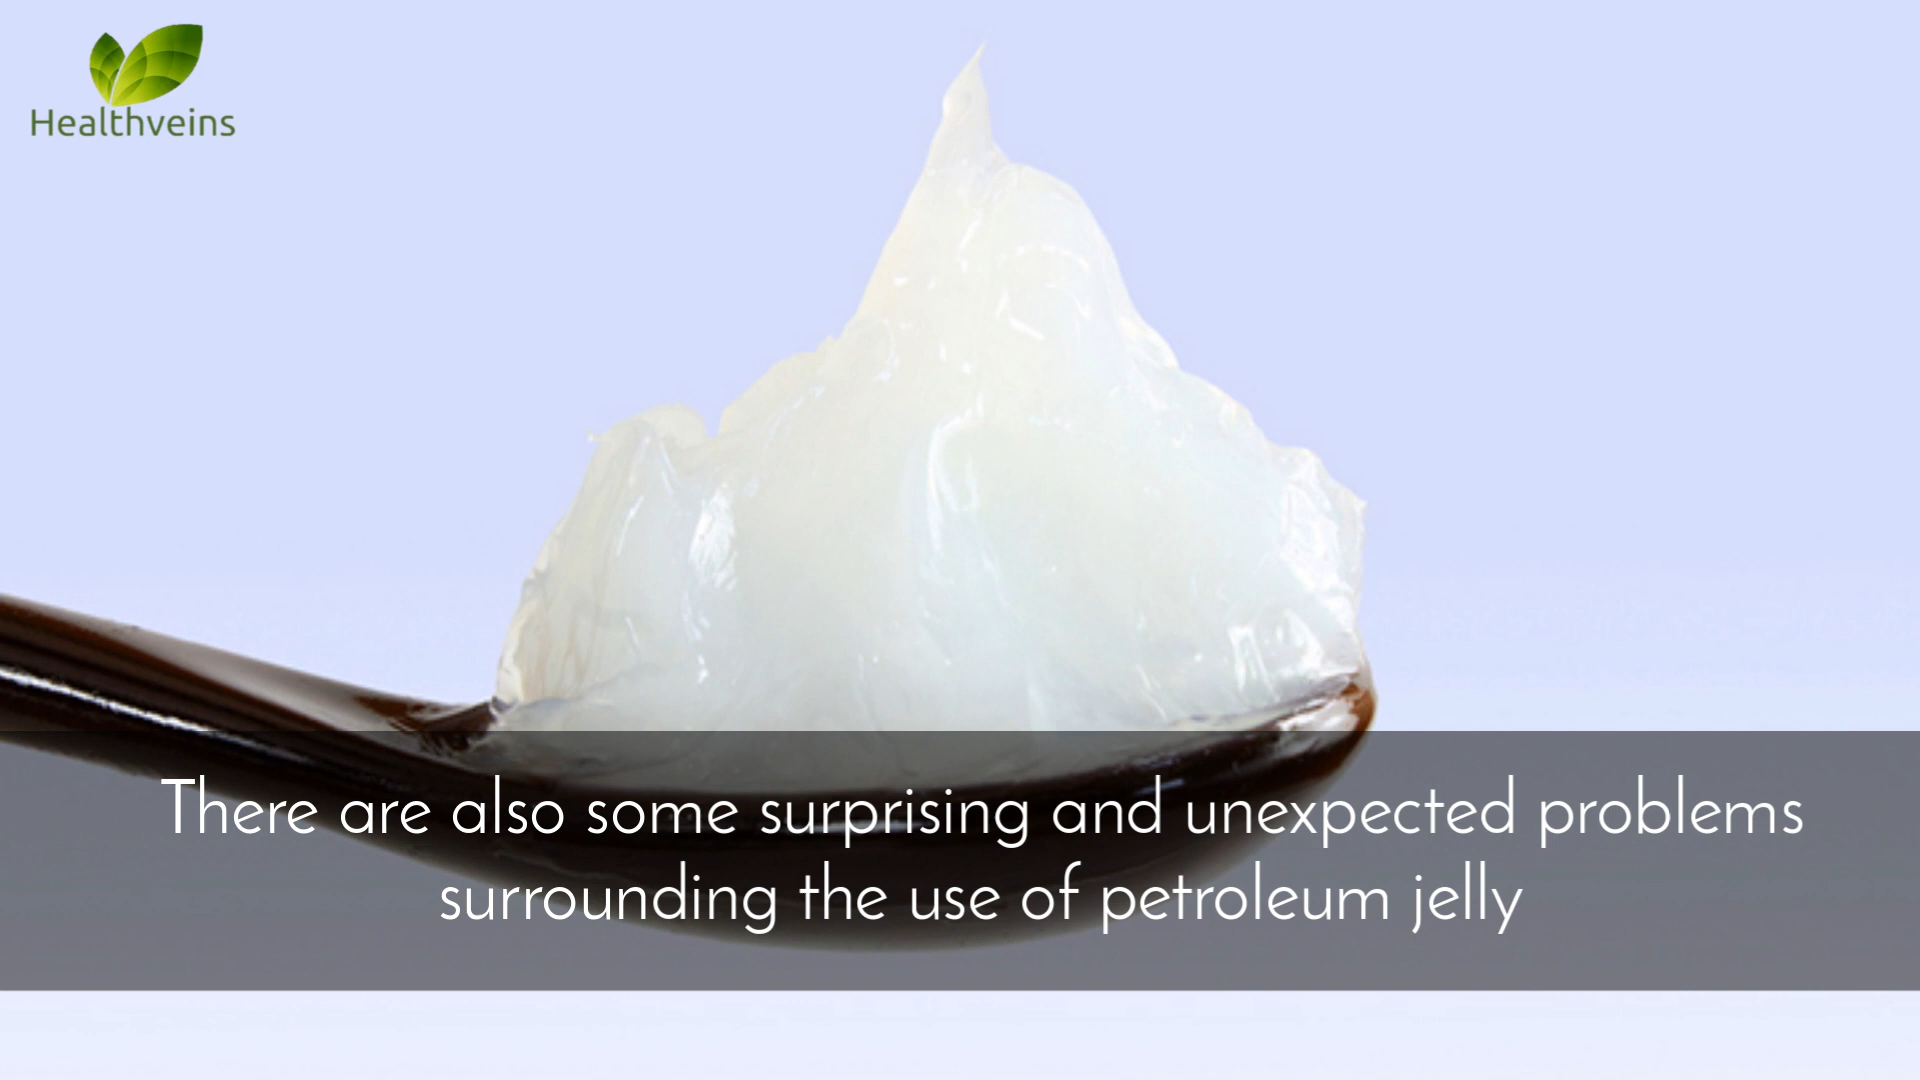 Healthveins
There are also some surprising and unexpected problems
surrounding the use of petroleum jelly